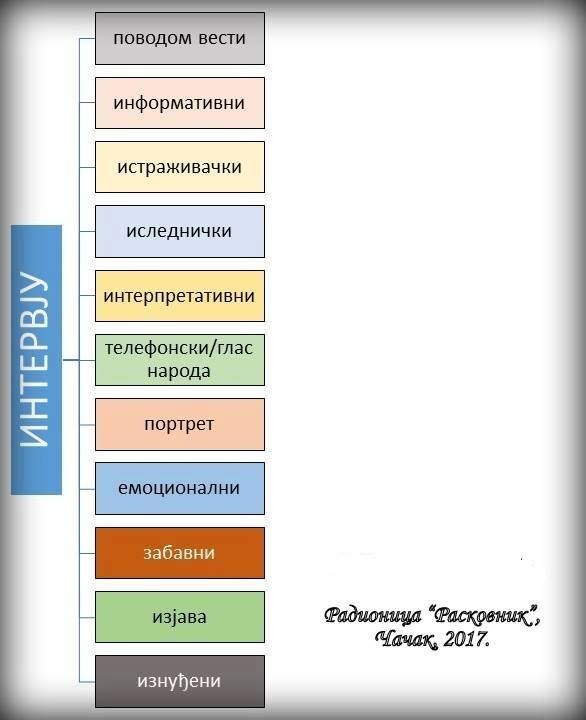 ИНТЕРВЈУ
поводом вести
информативни
истраживачки
иследнички
интерпретативни
телефонски/глас
народа
портрет
емоционални
забавни
изјава
изнуђени
Радионица “Расковник”,
Чачак, 2017.